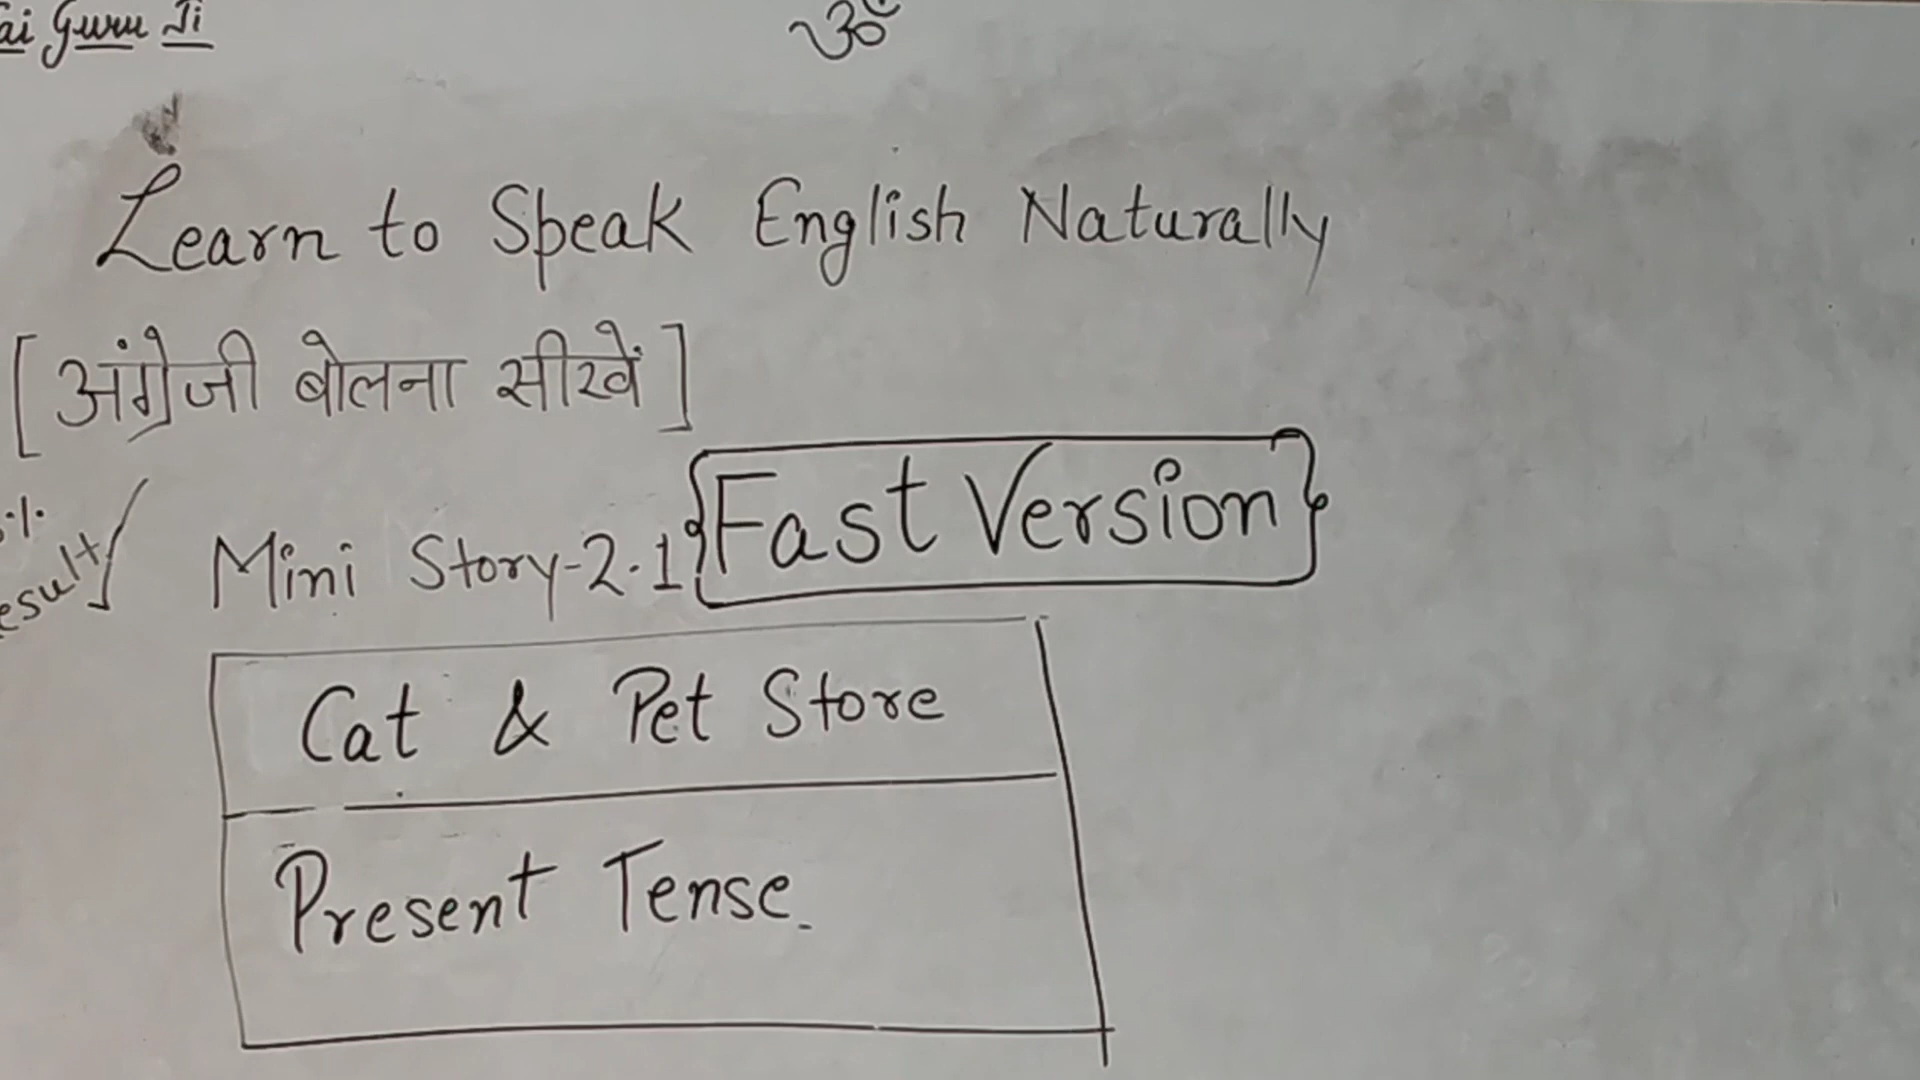 ai Guru Ji
ॐ
Learn to Speak English Naturally
[अंग्रेजी बोलना सीखें]
%
esult
Mini Story-2.1 {Fast Version}
Cat & Pet Store
Present Tense.